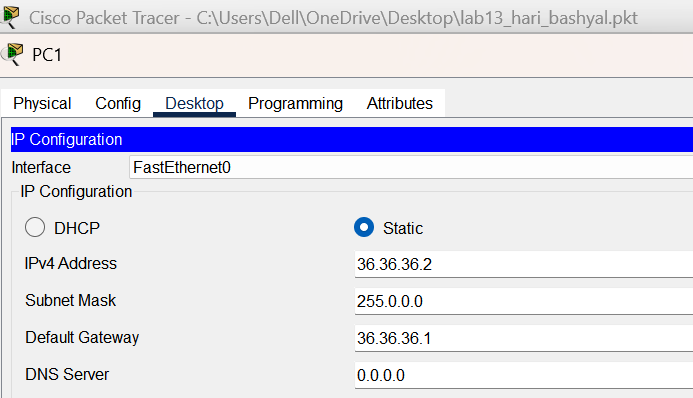 Cisco Packet Tracer - C:\Users\Dell\OneDrive\Desktop\lab13_hari_bashyal.pkt
PC1
Physical Config Desktop Programming Attributes
IP Configuration
Interface FastEthernet0
IP Configuration
DHCP Static
IPv4 Address 36.36.36.2
Subnet Mask 255.0.0.0
Default Gateway 36.36.36.1
DNS Server 0.0.0.0